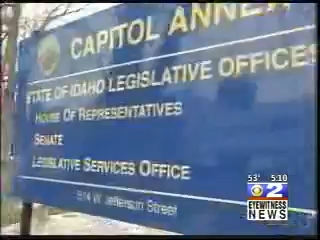 CAPITOL ANNEX
STATE OF IDAHO LEGISLATIVE OFFICES
HOUSE OF REPRESENTATIVES
SENATE
LEGISLATIVE SERVICES OFFICE
514 W. Jefferson Street
53° 5:10
2
EYEWITNESS
NEWS